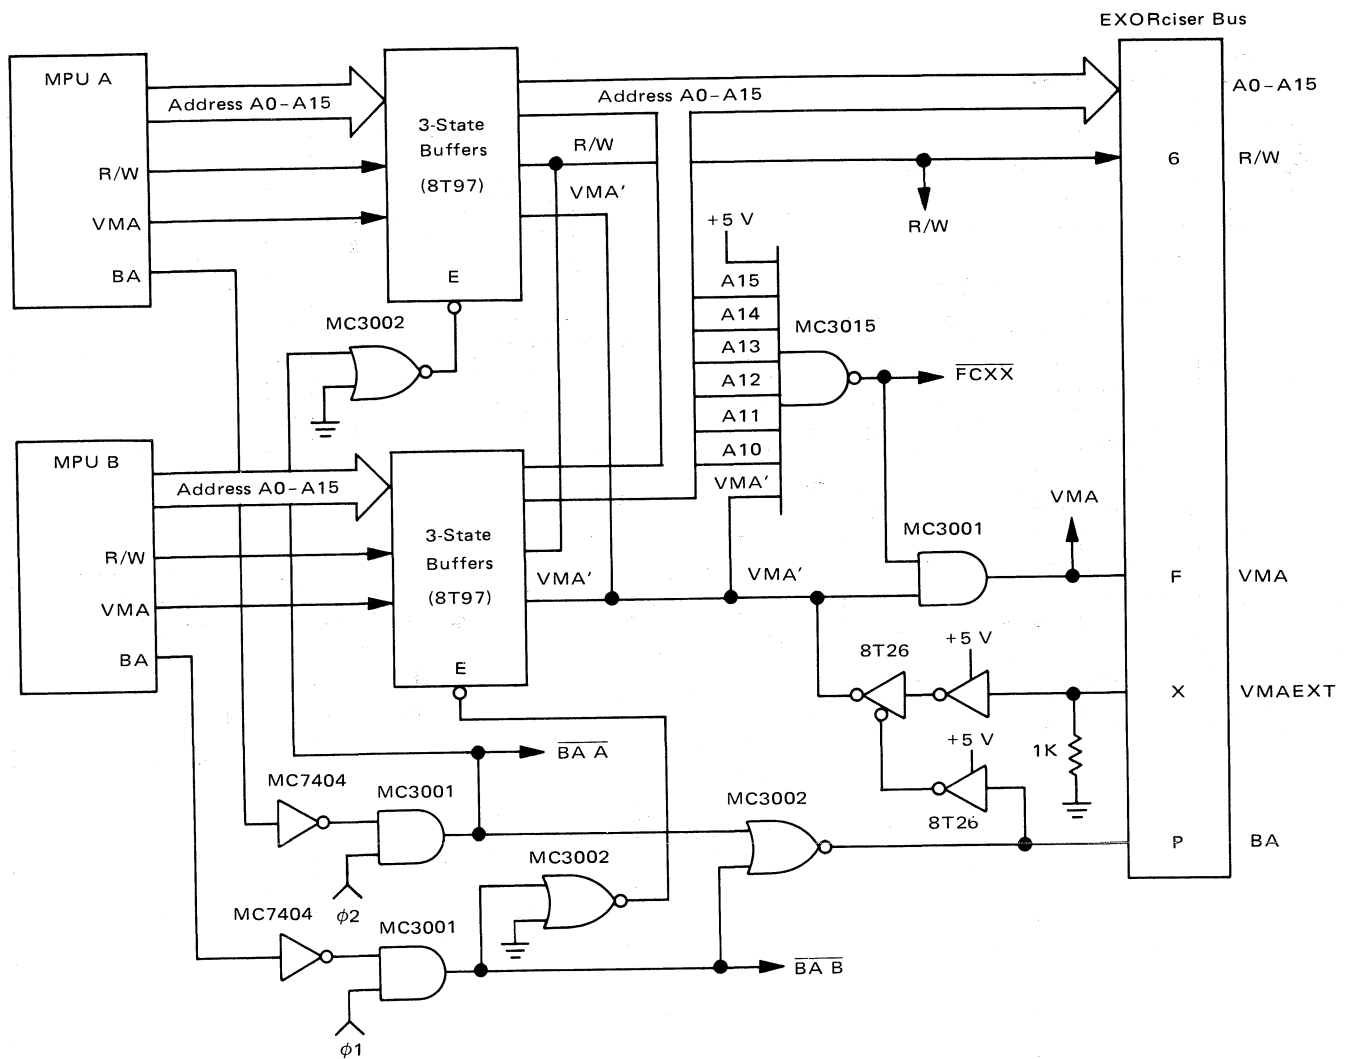 EXORciser Bus
MPU A
Address A0–A15
R/W
VMA
BA
3-State
Buffers
(8T97)
E
Address A0–A15
R/W
VMA′
A0–A15
6
R/W
R/W
+5 V
A15
A14
A13
A12
A11
A10
VMA′
MC3015
FCXX
MC3002
MPU B
Address A0–A15
R/W
VMA
BA
3-State
Buffers
(8T97)
E
VMA′
VMA′
MC3001
VMA
F
VMA
8T26
+5 V
X
VMAEXT
1K
+5 V
8T26
P
BA
BA A
MC7404
MC3001
ϕ2
MC3002
MC3002
MC7404
MC3001
ϕ1
BA B